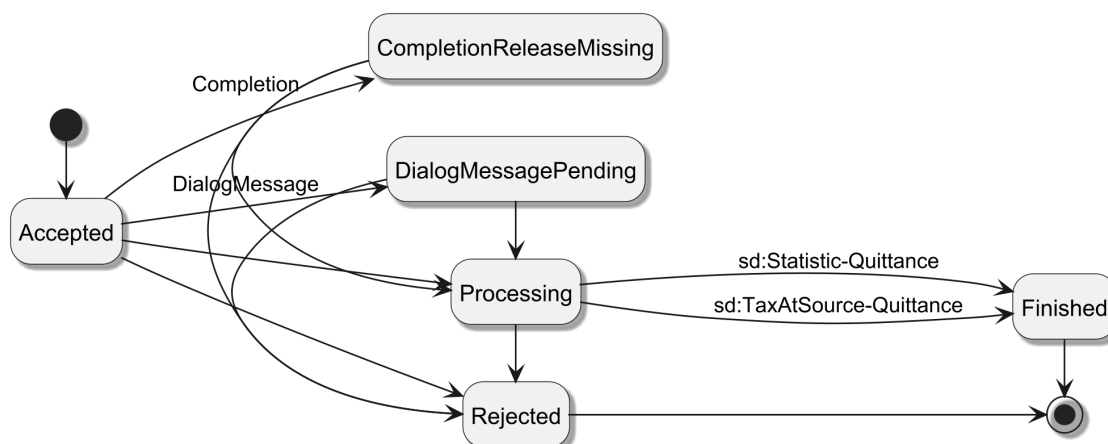 CompletionReleaseMissing
Completion
DialogMessagePending
DialogMessage
Accepted
Processing
sd:Statistic-Quittance
sd:TaxAtSource-Quittance
Finished
Rejected